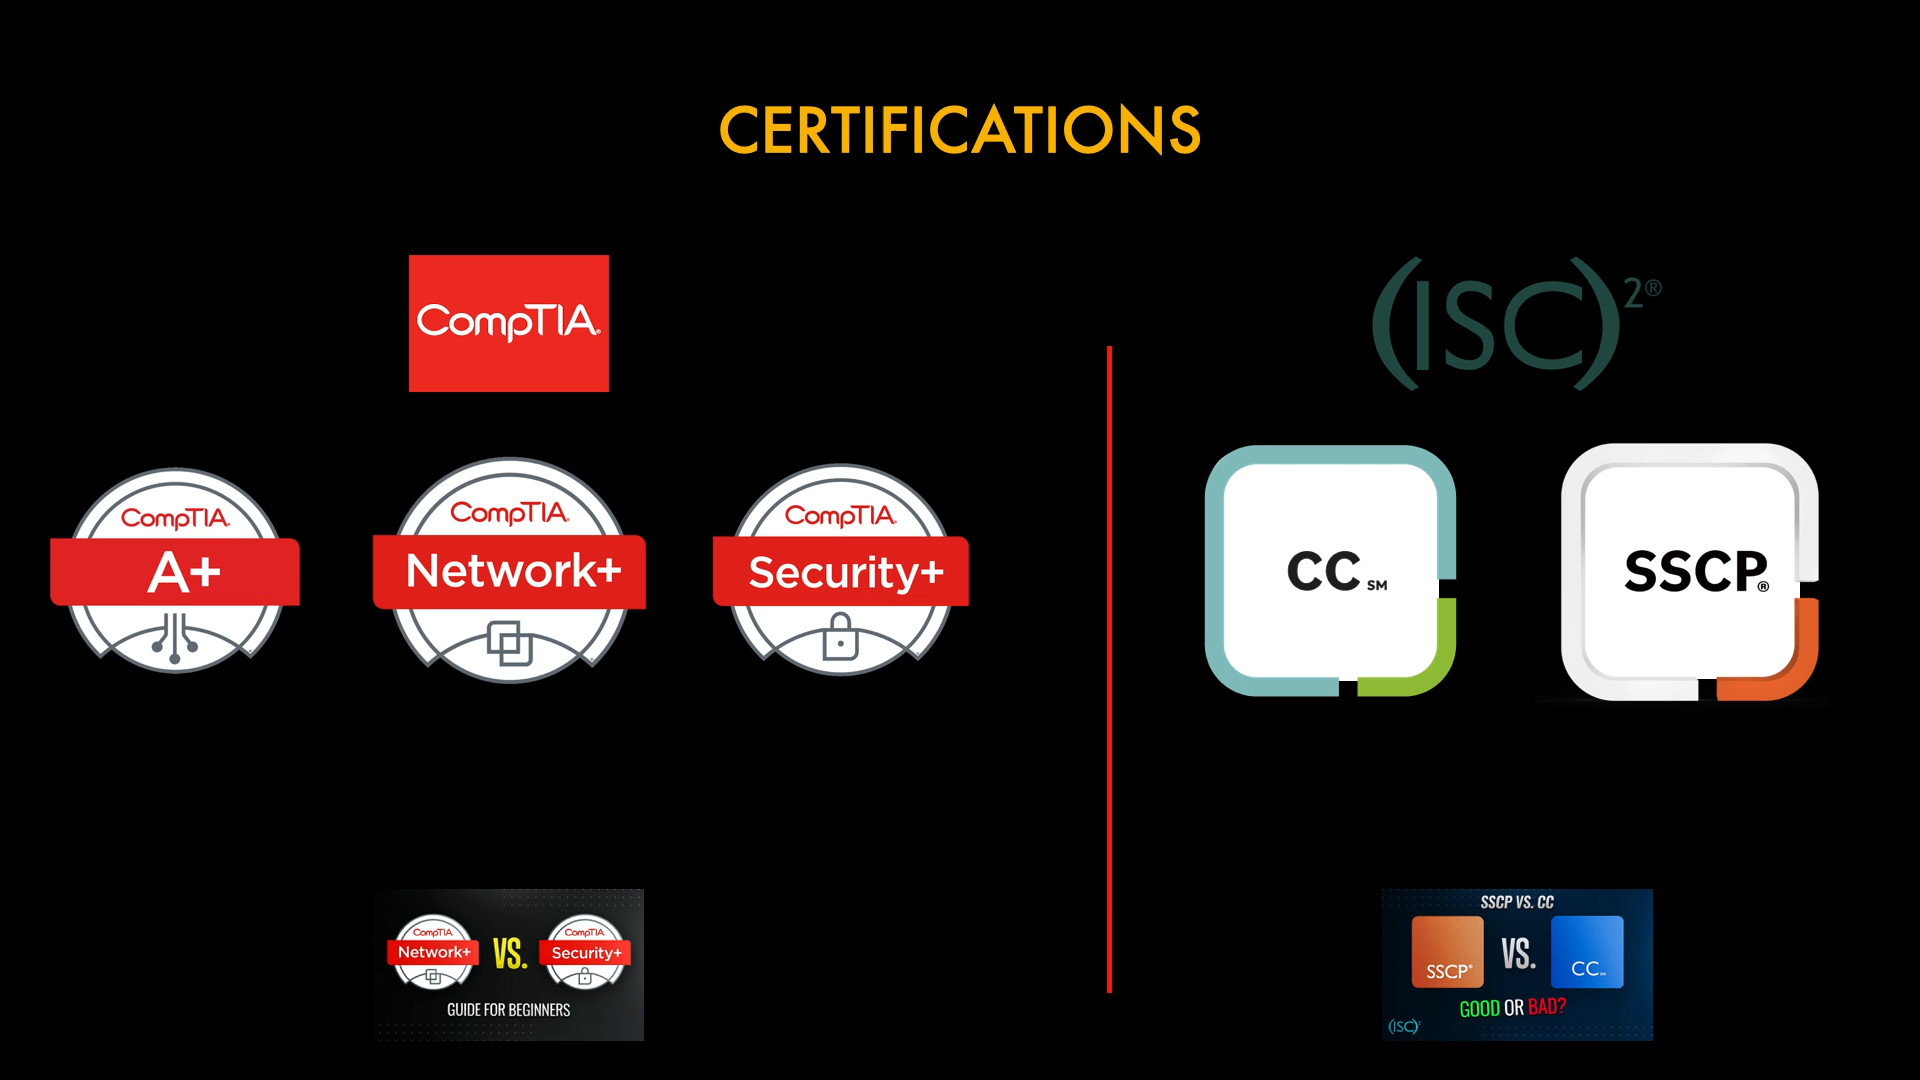 CERTIFICATIONS
CompTIA.
CompTIA.
A+
CompTIA.
Network+
CompTIA.
Security+
CompTIA.
Network+
VS.
CompTIA.
Security+
GUIDE FOR BEGINNERS
(ISC)²®
CC SM
SSCP®
SSCP VS. CC
SSCP®
VS.
CC
GOOD OR BAD?
(ISC)²